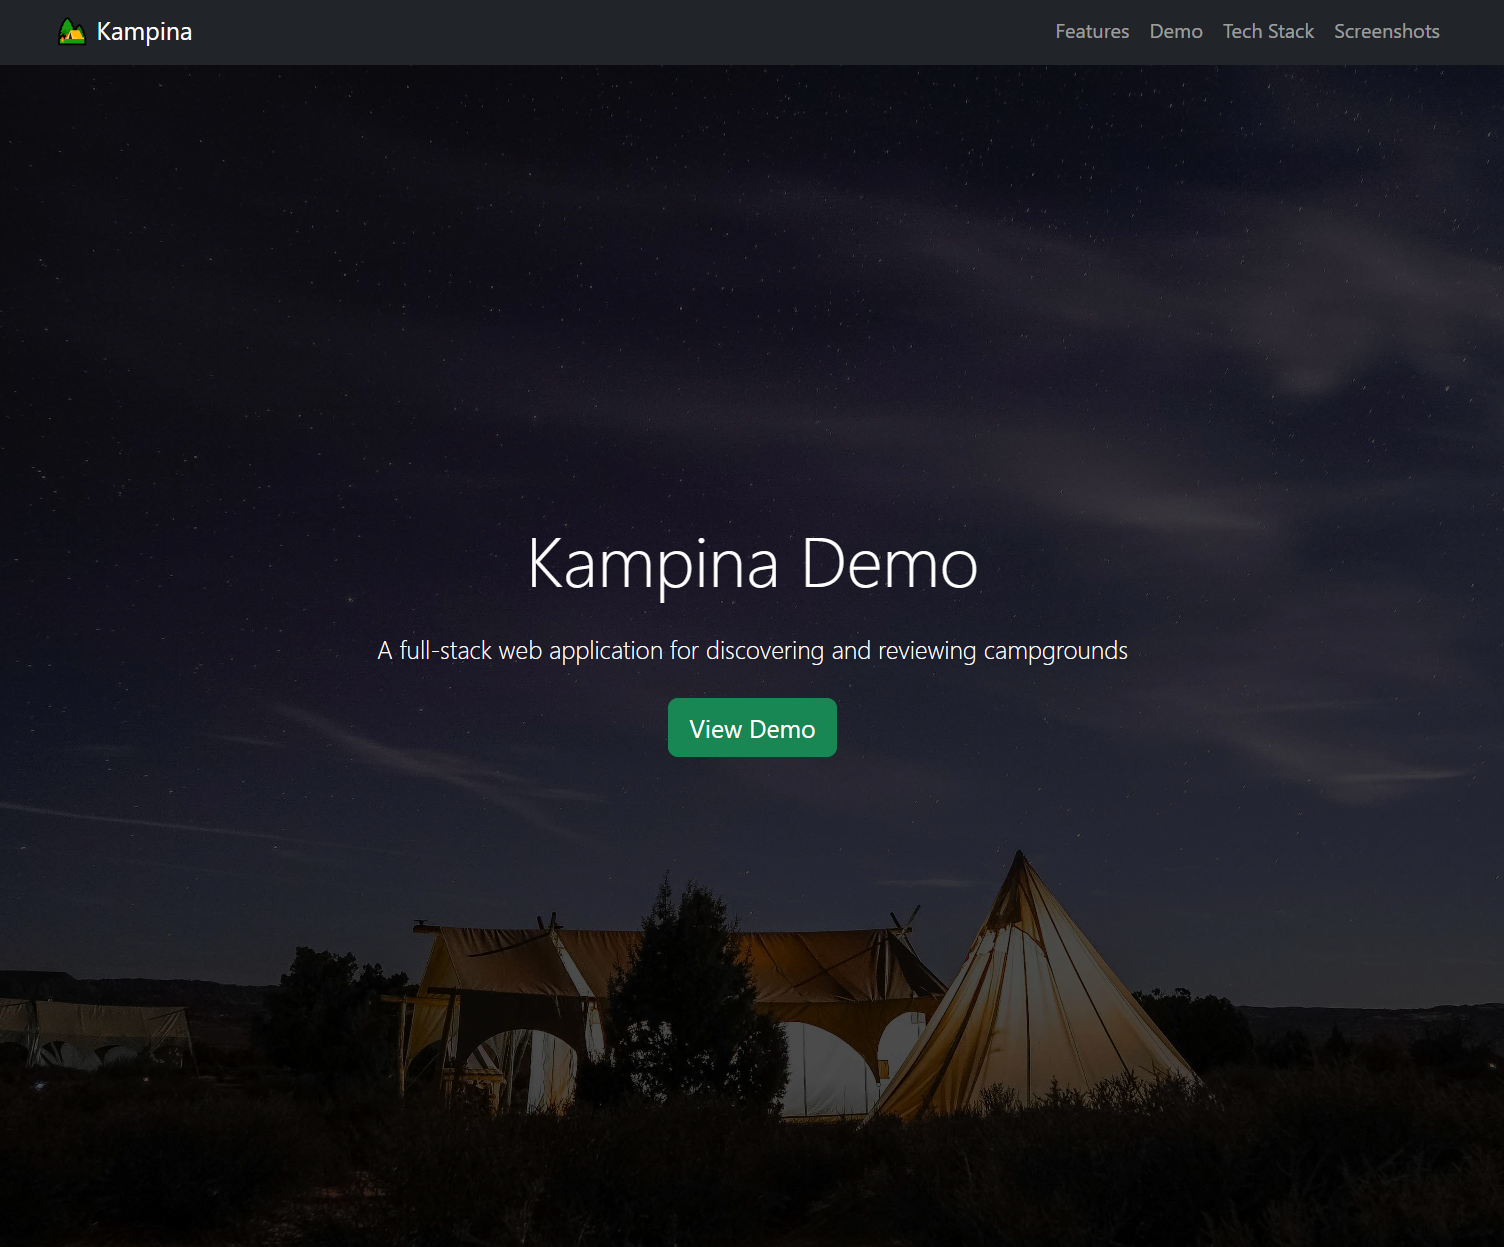 Kampina
Features Demo Tech Stack Screenshots
Kampina Demo
A full-stack web application for discovering and reviewing campgrounds
View Demo